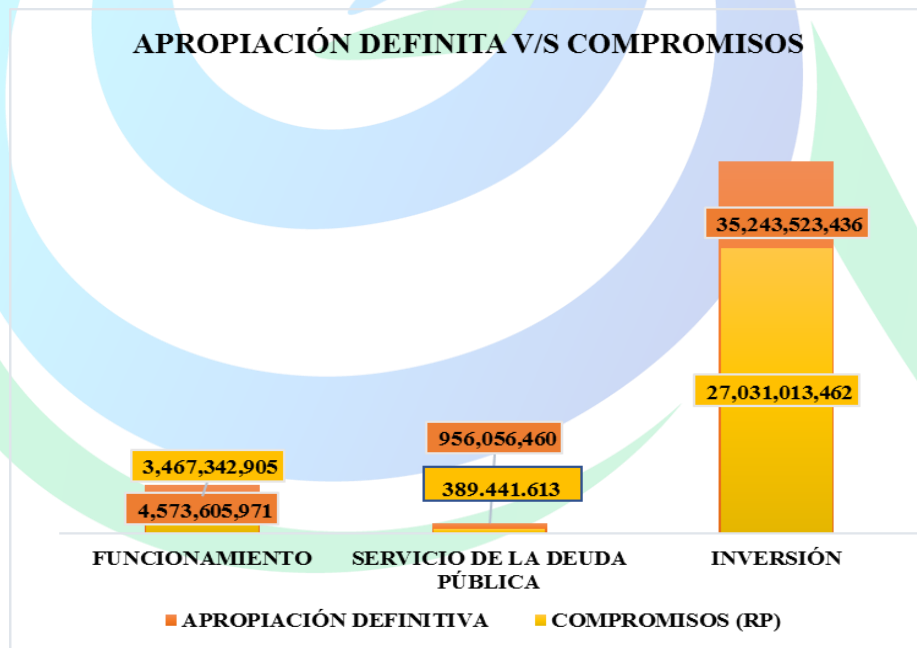 APROPIACIÓN DEFINITA V/S COMPROMISOS
35,243,523,436
27,031,013,462
956,056,460
3,467,342,905
389.441.613
4,573,605,971
FUNCIONAMIENTO
SERVICIO DE LA DEUDA
PÚBLICA
INVERSIÓN
APROPIACIÓN DEFINITIVA
COMPROMISOS (RP)